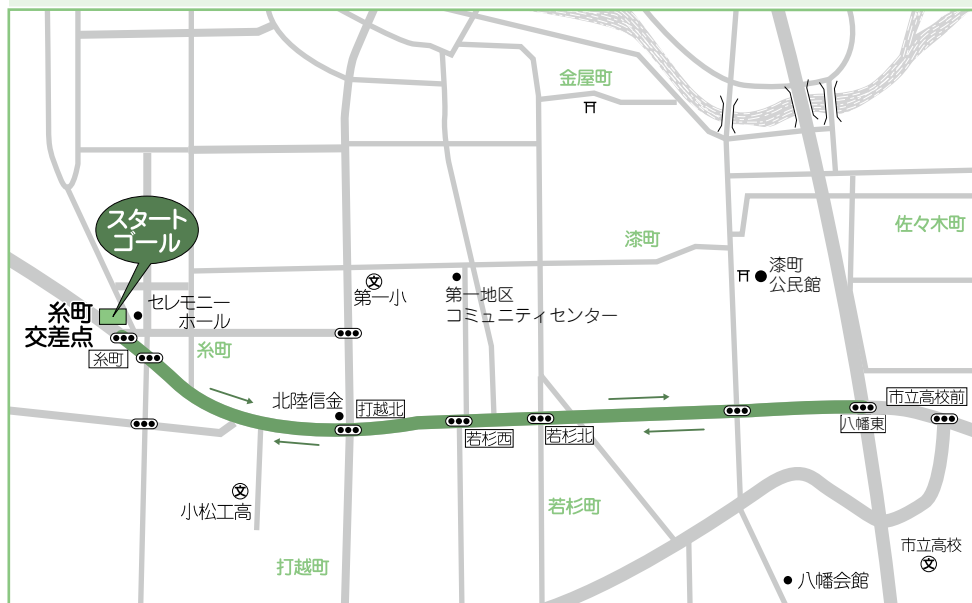 金屋町
佐々木町
スタート
ゴール
漆町
漆町
公民館
第一小
第一地区
コミュニティセンター
セレモニー
ホール
糸町
交差点
糸町
糸町
北陸信金
打越北
若杉西
若杉北
八幡東
市立高校前
小松工高
若杉町
打越町
市立高校
八幡会館
文
文
文